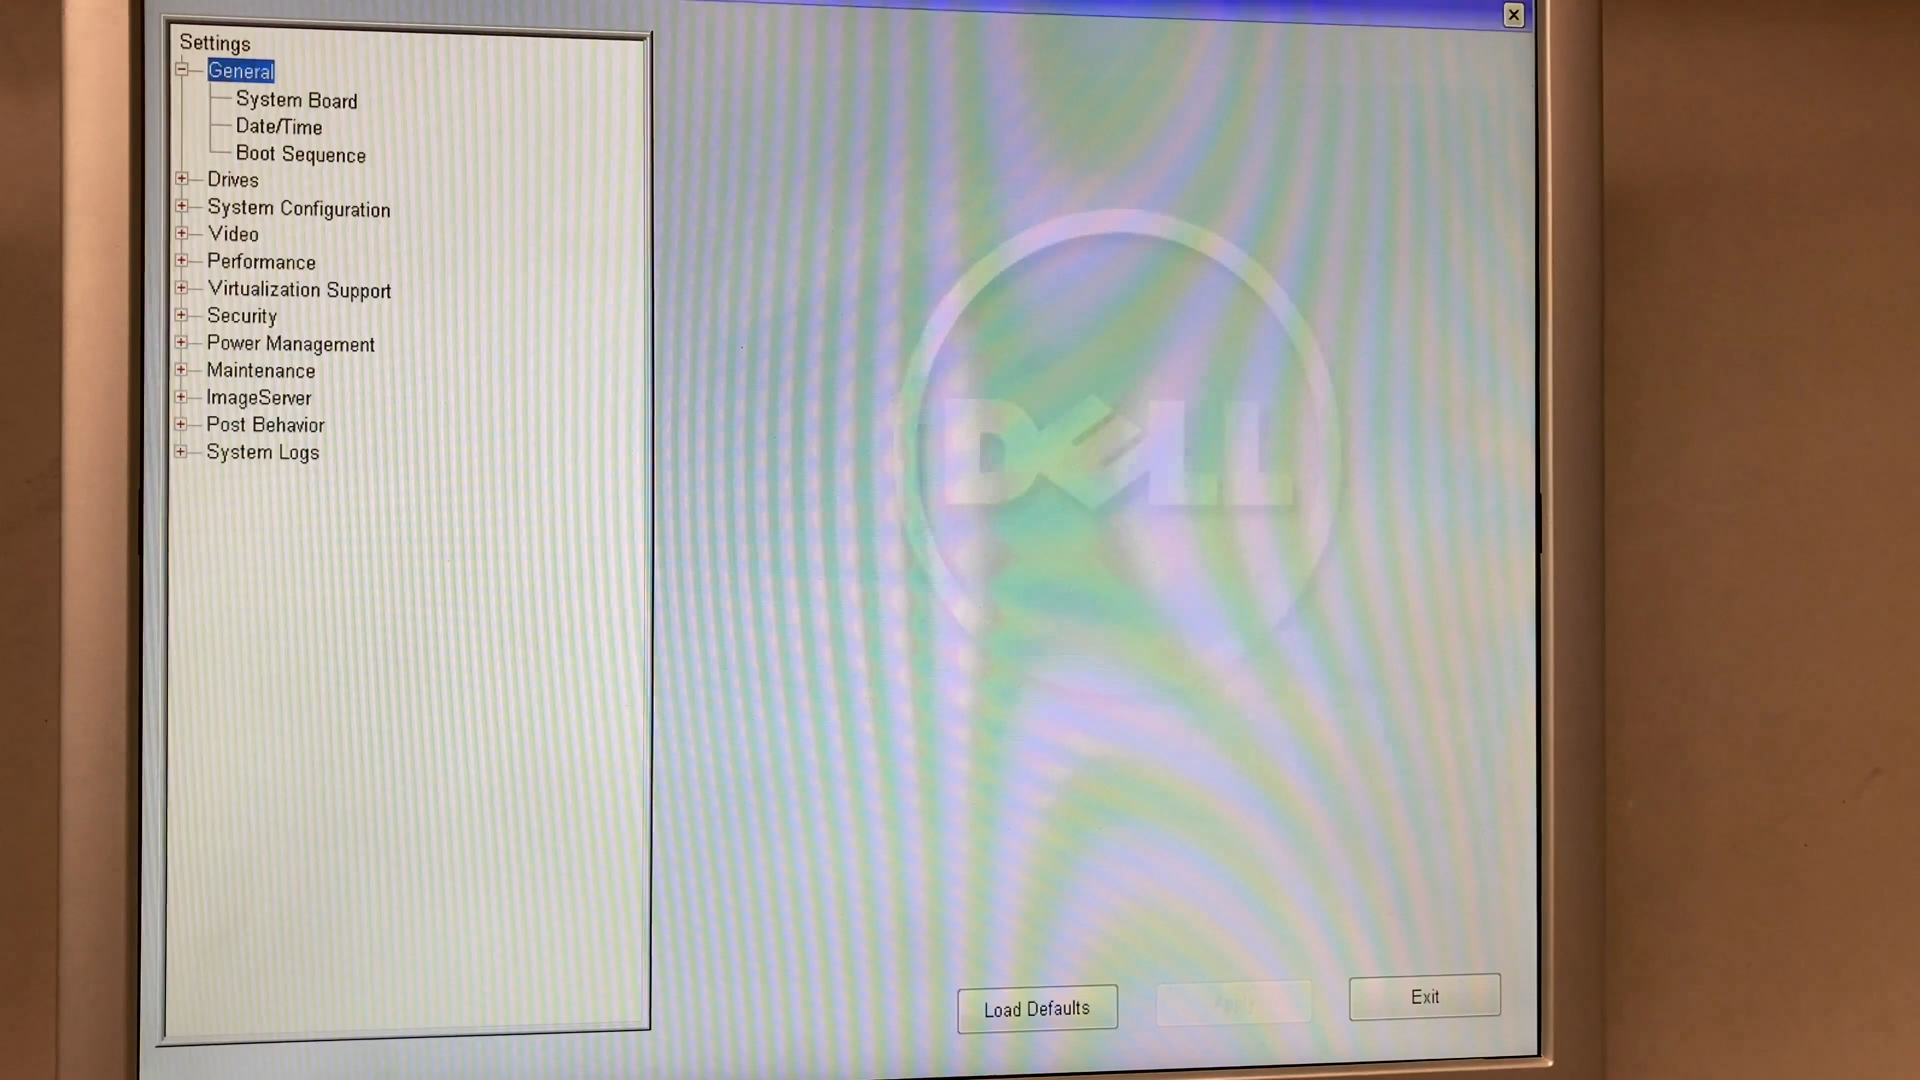 Settings
General
System Board
Date/Time
Boot Sequence
Drives
System Configuration
Video
Performance
Virtualization Support
Security
Power Management
Maintenance
ImageServer
Post Behavior
System Logs
DELL
Load Defaults
Apply
Exit